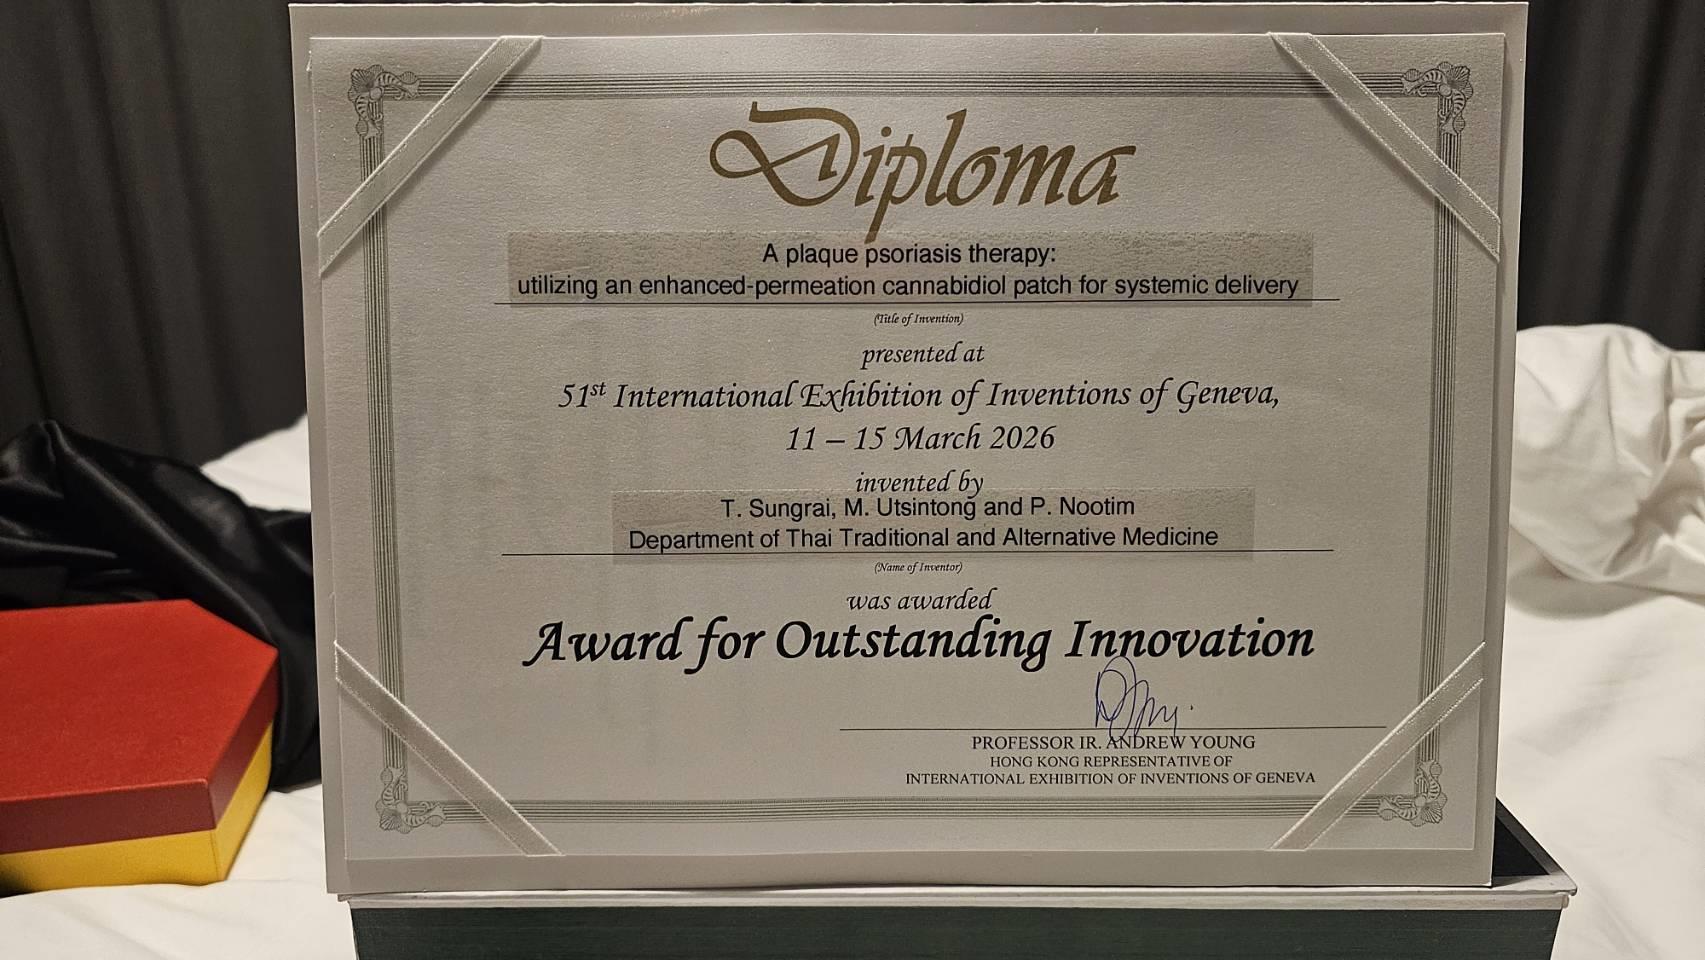 Diploma
A plaque psoriasis therapy:
utilizing an enhanced-permeation cannabidiol patch for systemic delivery
(Title of Invention)
presented at
51st International Exhibition of Inventions of Geneva,
11 – 15 March 2026
invented by
T. Sungrai, M. Utsintong and P. Nootim
Department of Thai Traditional and Alternative Medicine
(Name of Inventor)
was awarded
Award for Outstanding Innovation
PROFESSOR IR. ANDREW YOUNG
HONG KONG REPRESENTATIVE OF
INTERNATIONAL EXHIBITION OF INVENTIONS OF GENEVA